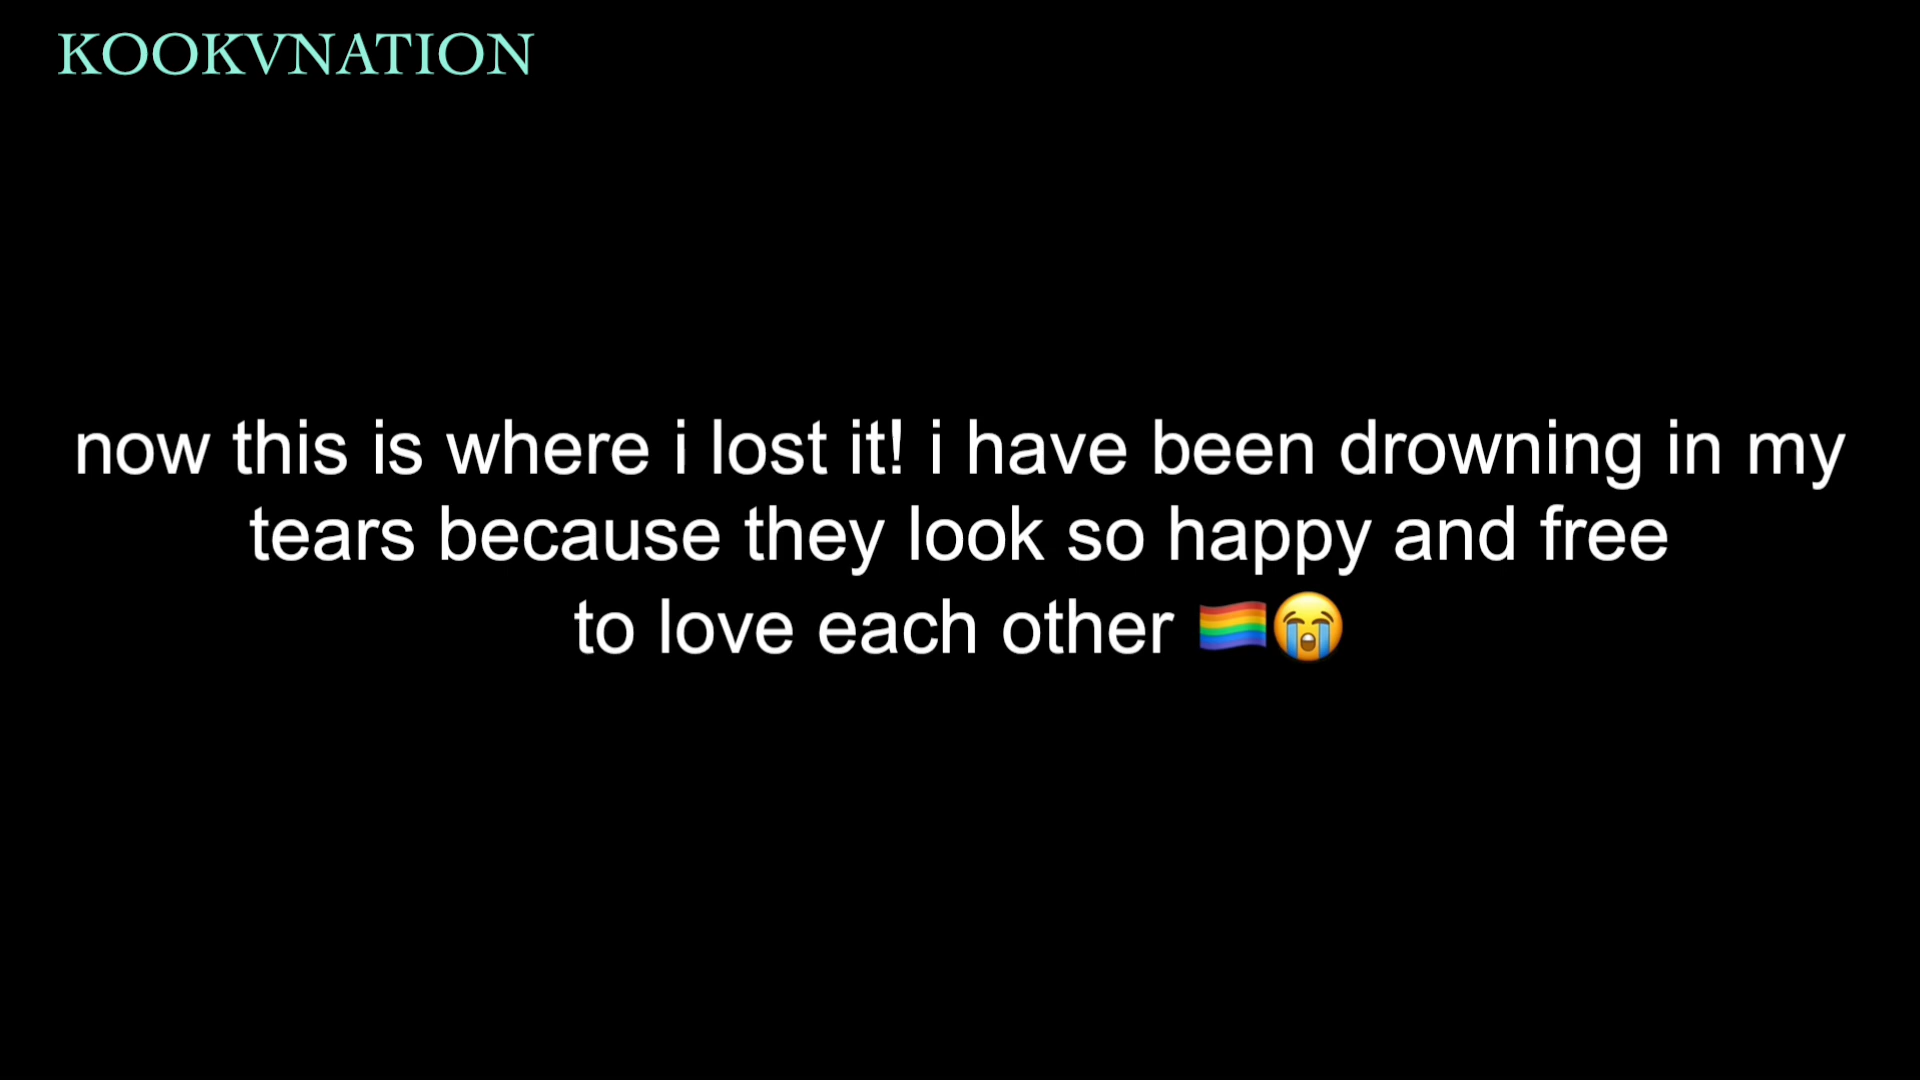 KOOKVNATION
now this is where i lost it! i have been drowning in my
tears because they look so happy and free
to love each other 🏳️‍🌈😭